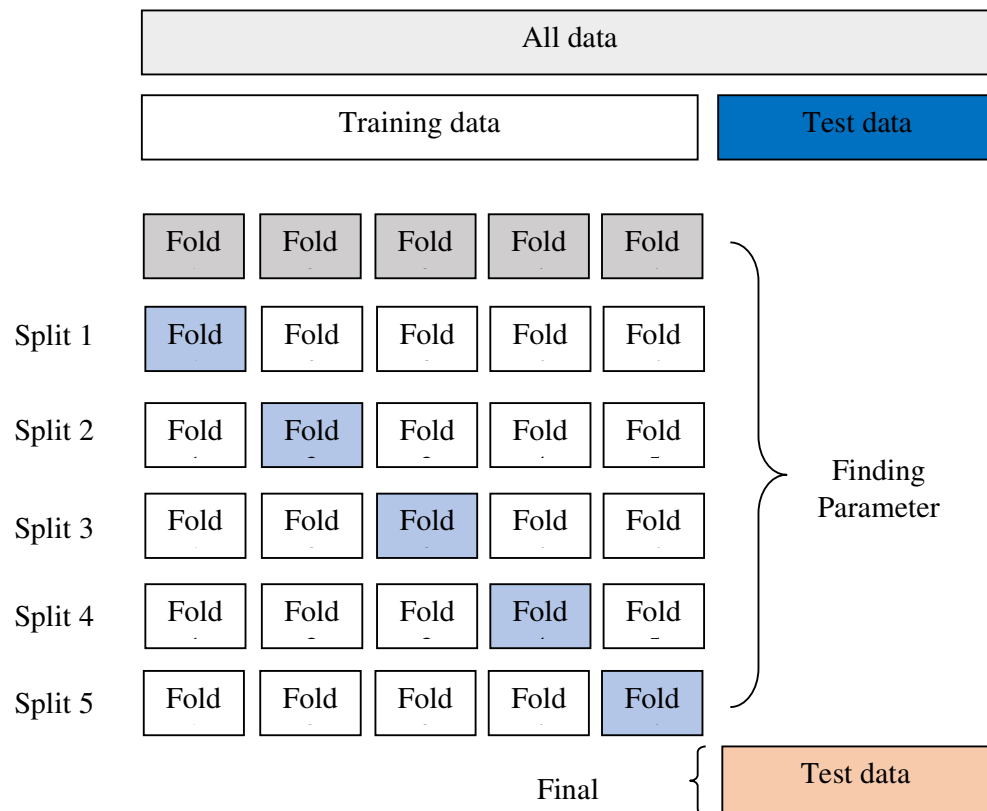 All data
Training data Test data
Fold Fold Fold Fold Fold
Split 1 Fold Fold Fold Fold Fold
Split 2 Fold Fold Fold Fold Fold
Split 3 Fold Fold Fold Fold Fold
Split 4 Fold Fold Fold Fold Fold
Split 5 Fold Fold Fold Fold Fold
Finding
Parameter
Final Test data